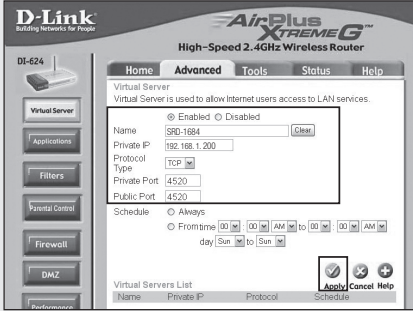 D-Link
Building Networks for People
AirPlus
XTREME G™
High-Speed 2.4GHz Wireless Router
DI-624
Home Advanced Tools Status Help
Virtual Server
Virtual Server is used to allow Internet users access to LAN services.
Enabled Disabled
Name SRD-1684 Clear
Private IP 192.168.1.200
Protocol Type TCP
Private Port 4520
Public Port 4520
Schedule Always
From time 00 : 00 AM to 00 : 00 AM
day Sun to Sun
Apply Cancel Help
Virtual Servers List
Name Private IP Protocol Schedule
Virtual Server
Applications
Filters
Parental Control
Firewall
DMZ
Performance